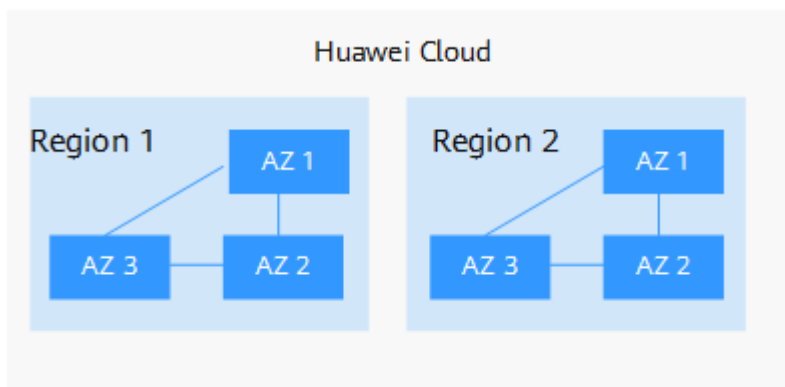 Huawei Cloud
Region 1
AZ 1
AZ 3
AZ 2
Region 2
AZ 1
AZ 3
AZ 2